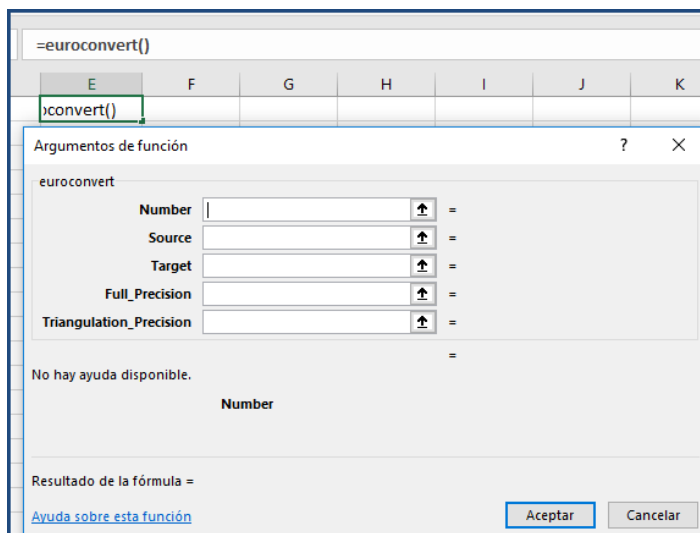 =euroconvert()
E F G H I J K
oconvert()
Argumentos de función ? X
euroconvert
Number =
Source =
Target =
Full_Precision =
Triangulation_Precision =
=
No hay ayuda disponible.
Number
Resultado de la fórmula =
Ayuda sobre esta función Aceptar Cancelar